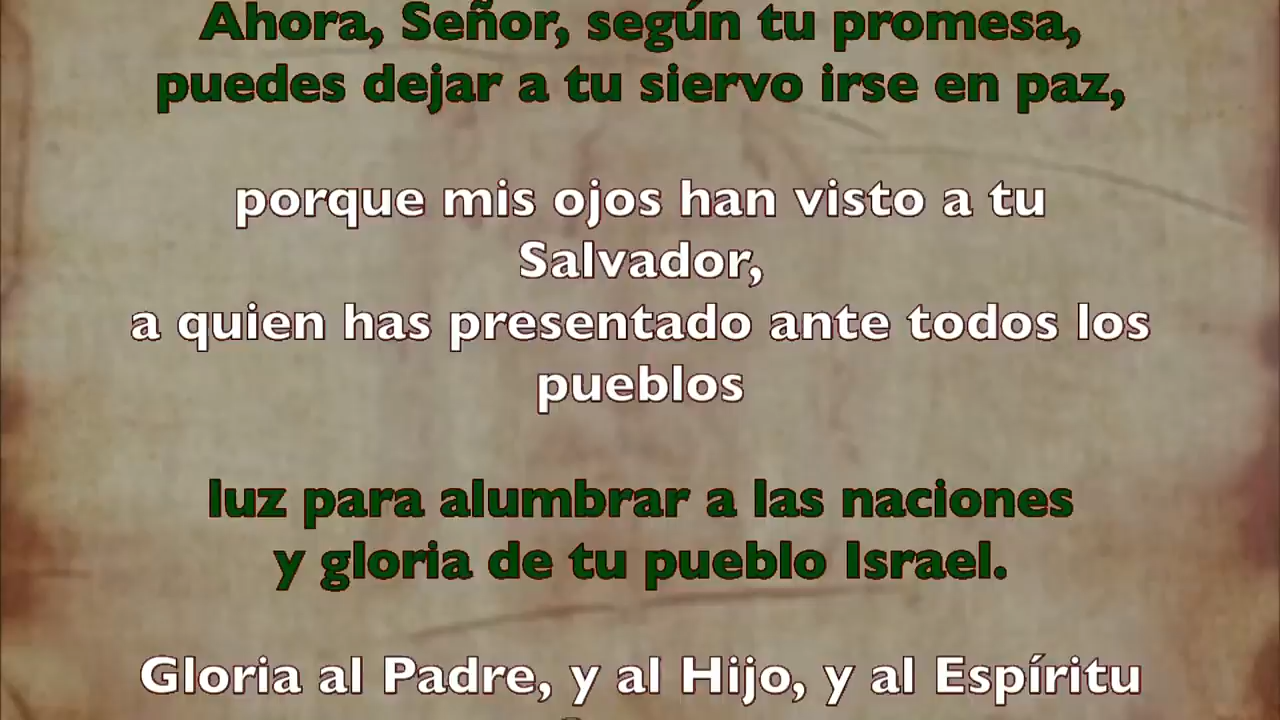 Ahora, Señor, según tu promesa,
puedes dejar a tu siervo irse en paz,
porque mis ojos han visto a tu
Salvador,
a quien has presentado ante todos los
pueblos
luz para alumbrar a las naciones
y gloria de tu pueblo Israel.
Gloria al Padre, y al Hijo, y al Espíritu